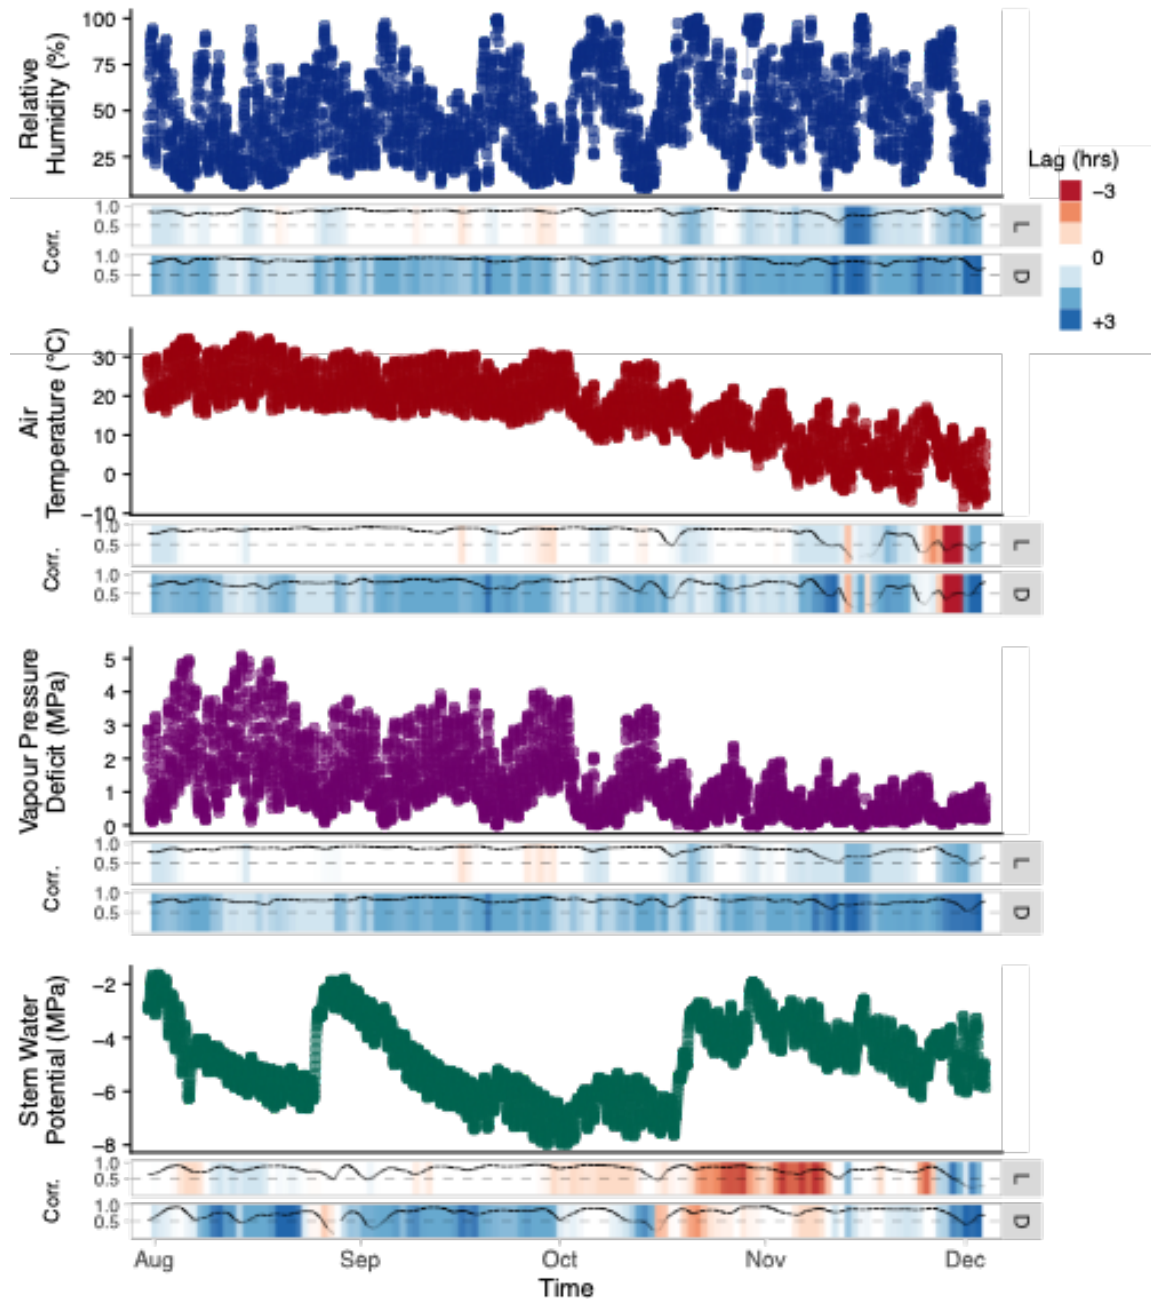 Relative
Humidity (%)
100
75
50
25
Lag (hrs)
−3
0
+3
Corr.
1.0
0.5
L
1.0
0.5
D
Air
Temperature (°C)
30
20
10
0
−10
Corr.
1.0
0.5
L
1.0
0.5
D
Vapour Pressure
Deficit (MPa)
5
4
3
2
1
0
Corr.
1.0
0.5
L
1.0
0.5
D
Stem Water
Potential (MPa)
−2
−4
−6
−8
Corr.
1.0
0.5
L
1.0
0.5
D
Aug Sep Oct Nov Dec
Time